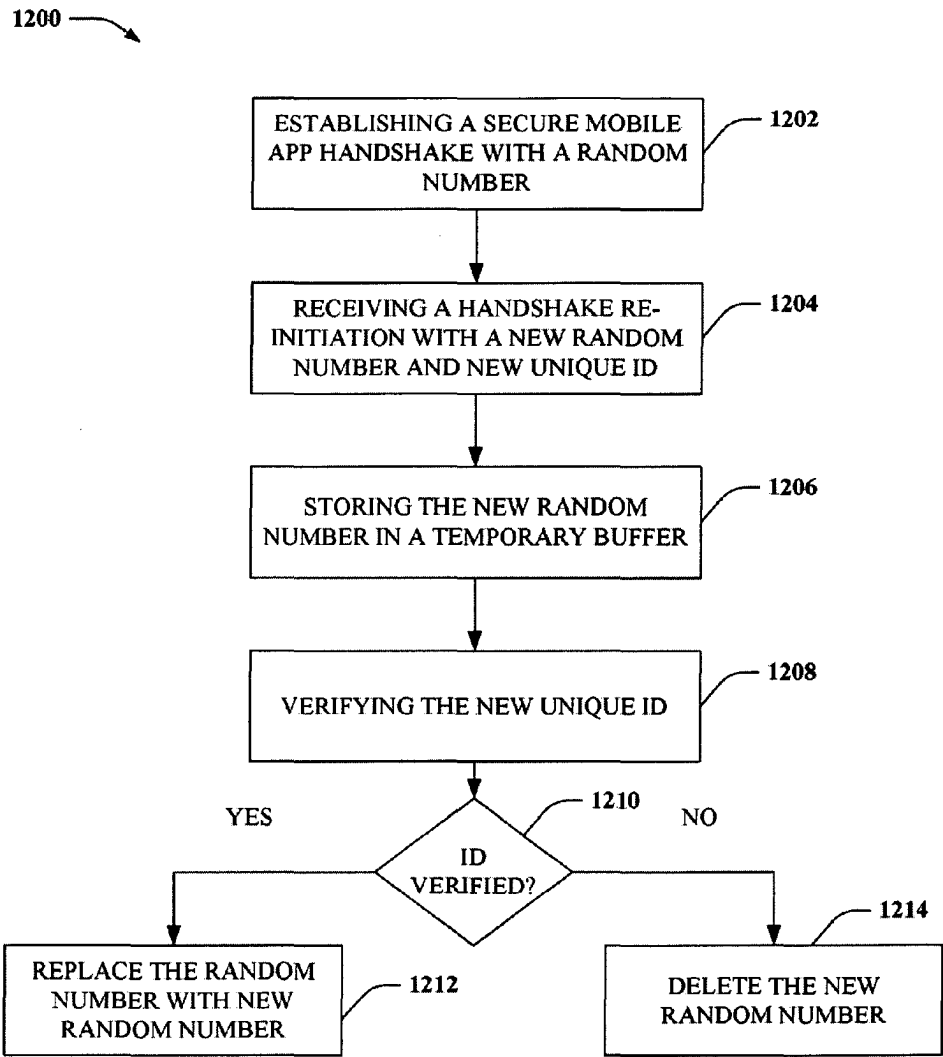 1200
ESTABLISHING A SECURE MOBILE
APP HANDSHAKE WITH A RANDOM
NUMBER
1202
RECEIVING A HANDSHAKE RE-
INITIATION WITH A NEW RANDOM
NUMBER AND NEW UNIQUE ID
1204
STORING THE NEW RANDOM
NUMBER IN A TEMPORARY BUFFER
1206
VERIFYING THE NEW UNIQUE ID
1208
YES
1210
NO
ID
VERIFIED?
REPLACE THE RANDOM
NUMBER WITH NEW
RANDOM NUMBER
1212
DELETE THE NEW
RANDOM NUMBER
1214